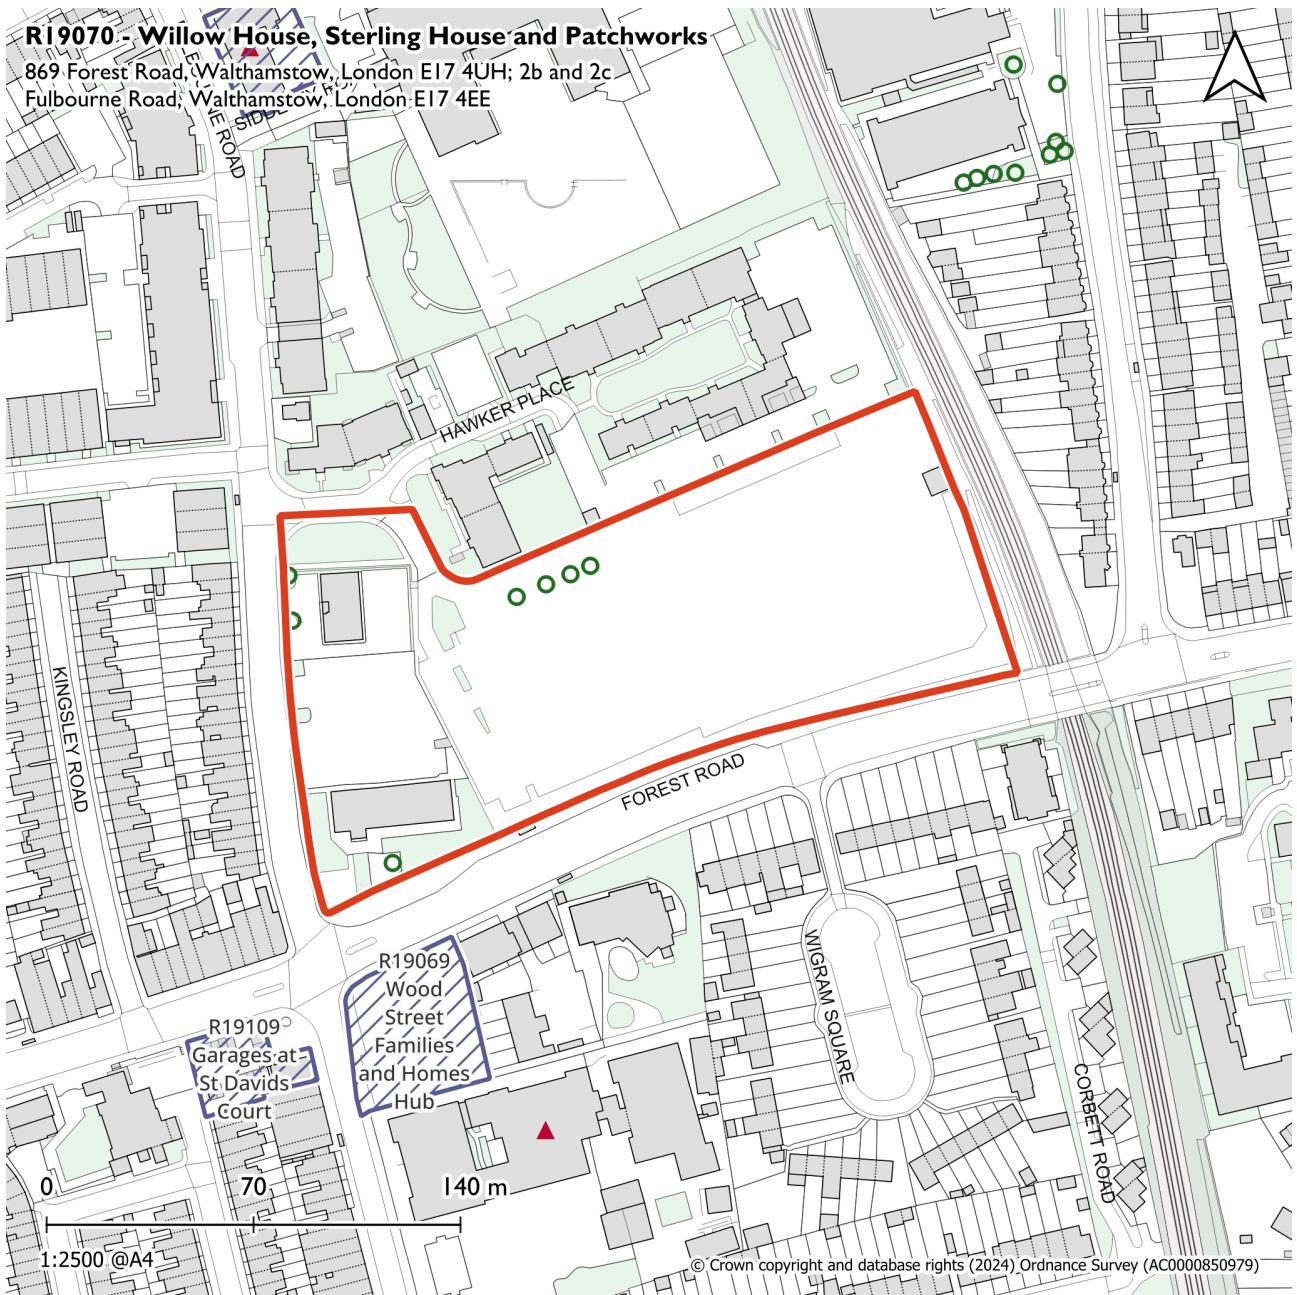 R19070 - Willow House, Sterling House and Patchworks
869 Forest Road, Walthamstow, London E17 4UH; 2b and 2c
Fulbourne Road, Walthamstow, London E17 4EE
HAWKER PLACE
KINGSLEY ROAD
FOREST ROAD
WIGRAM SQUARE
CORBETT ROAD
R19069
Wood
Street
Families
and Homes
Hub
R19109
Garages at
St Davids
Court
0 70 140 m
1:2500 @A4
© Crown copyright and database rights (2024) Ordnance Survey (AC0000850979)